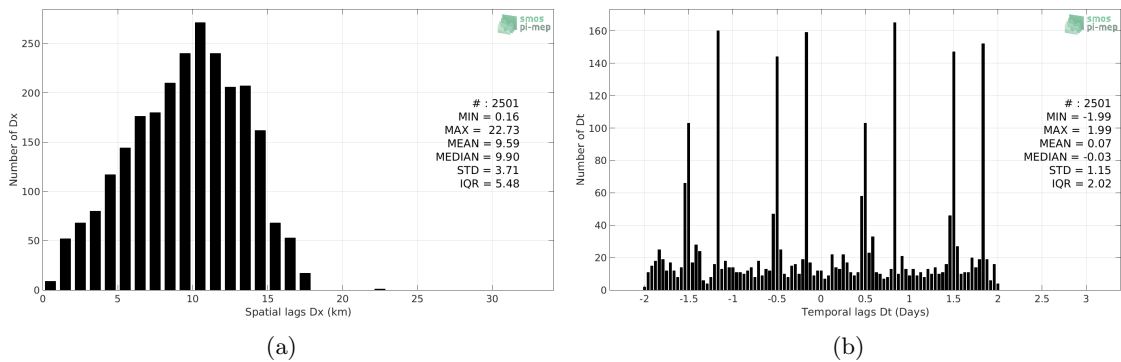 smos
pi-mep
Number of Dx
250
200
150
100
50
0
# : 2501
MIN = 0.16
MAX = 22.73
MEAN = 9.59
MEDIAN = 9.90
STD = 3.71
IQR = 5.48
0 5 10 15 20 25 30
Spatial lags Dx (km)
(a)
smos
pi-mep
Number of Dt
160
140
120
100
80
60
40
20
0
# : 2501
MIN = -1.99
MAX = 1.99
MEAN = 0.07
MEDIAN = -0.03
STD = 1.15
IQR = 2.02
-2 -1.5 -1 -0.5 0 0.5 1 1.5 2 2.5 3
Temporal lags Dt (Days)
(b)